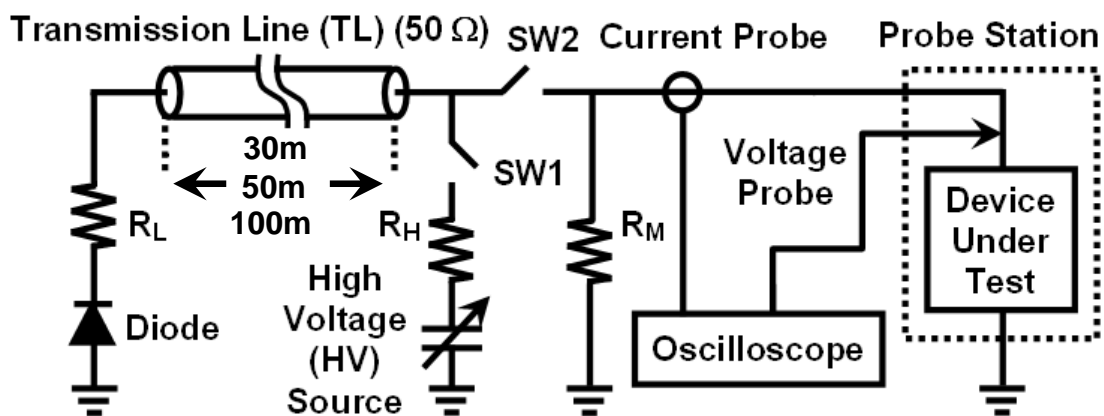 Transmission Line (TL) (50 Ω)
SW2
Current Probe
Probe Station
30m
50m
100m
SW1
Voltage
Probe
R_L
R_H
R_M
Device
Under
Test
High
Voltage
(HV)
Source
Diode
Oscilloscope